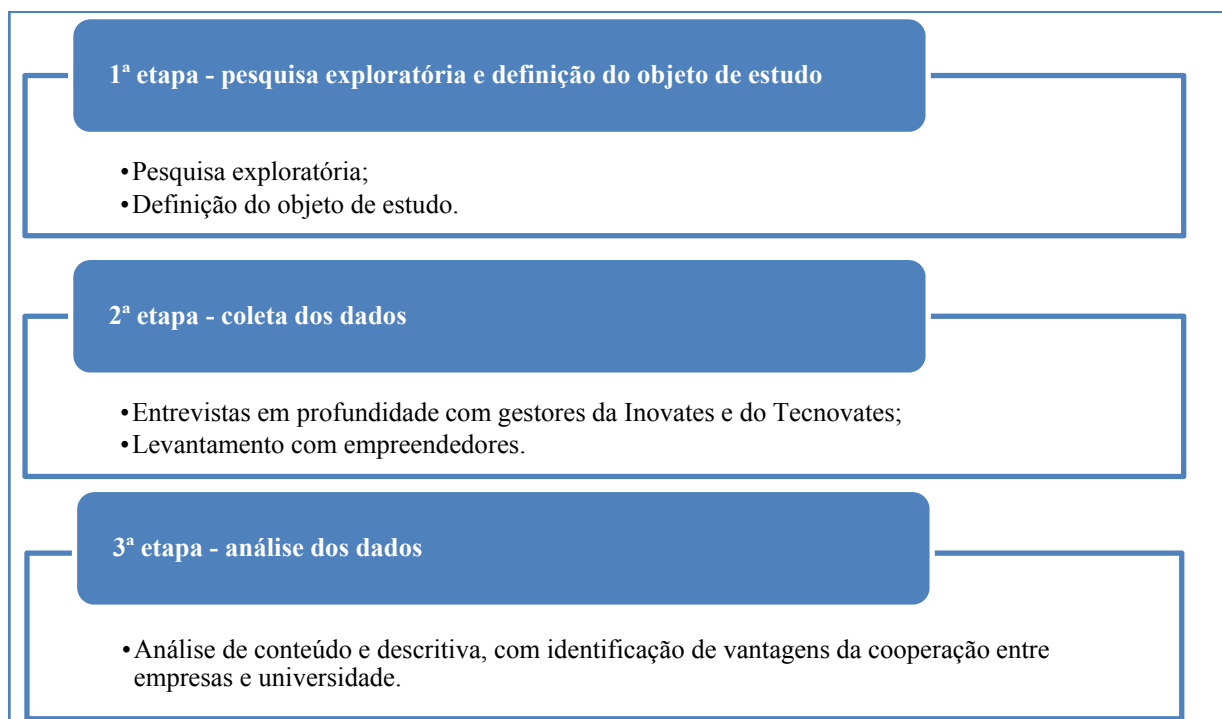 1ª etapa - pesquisa exploratória e definição do objeto de estudo
•Pesquisa exploratória;
•Definição do objeto de estudo.
2ª etapa - coleta dos dados
•Entrevistas em profundidade com gestores da Inovates e do Tecnovates;
•Levantamento com empreendedores.
3ª etapa - análise dos dados
•Análise de conteúdo e descritiva, com identificação de vantagens da cooperação entre
empresas e universidade.